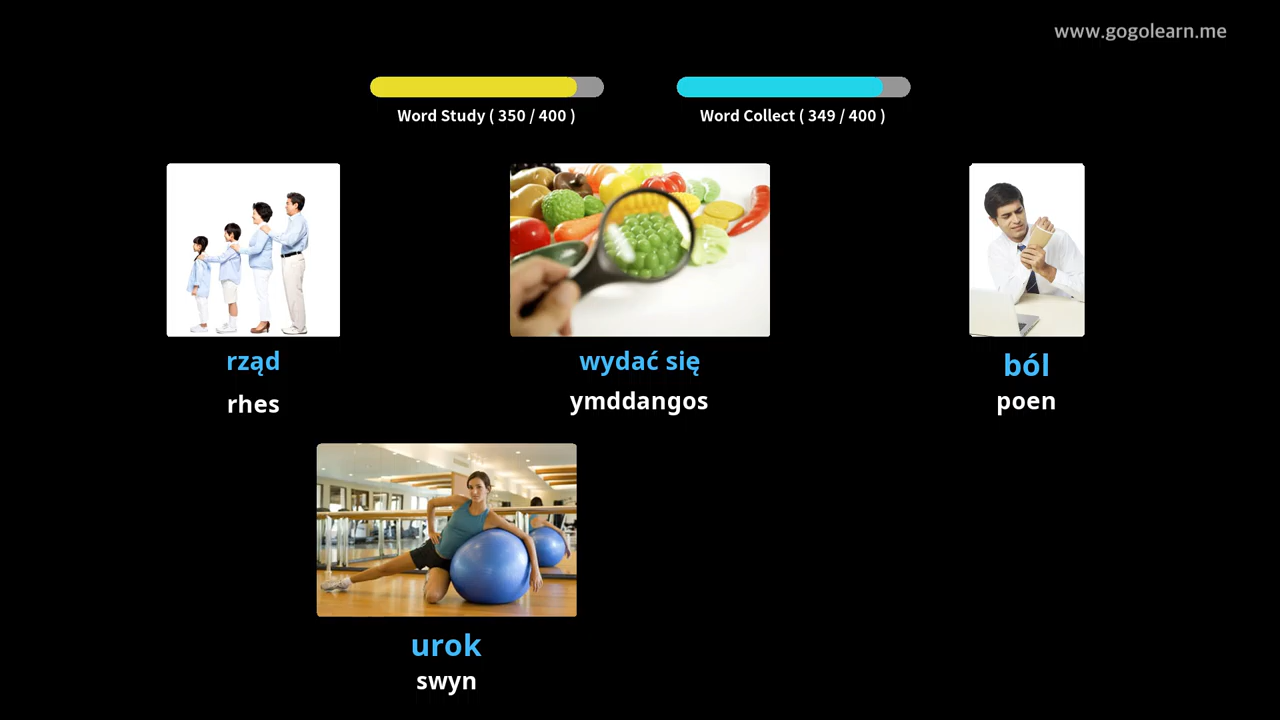 www.gogolearn.me
Word Study ( 350 / 400 )
Word Collect ( 349 / 400 )
rząd
rhes
wydać się
ymddangos
ból
poen
urok
swyn